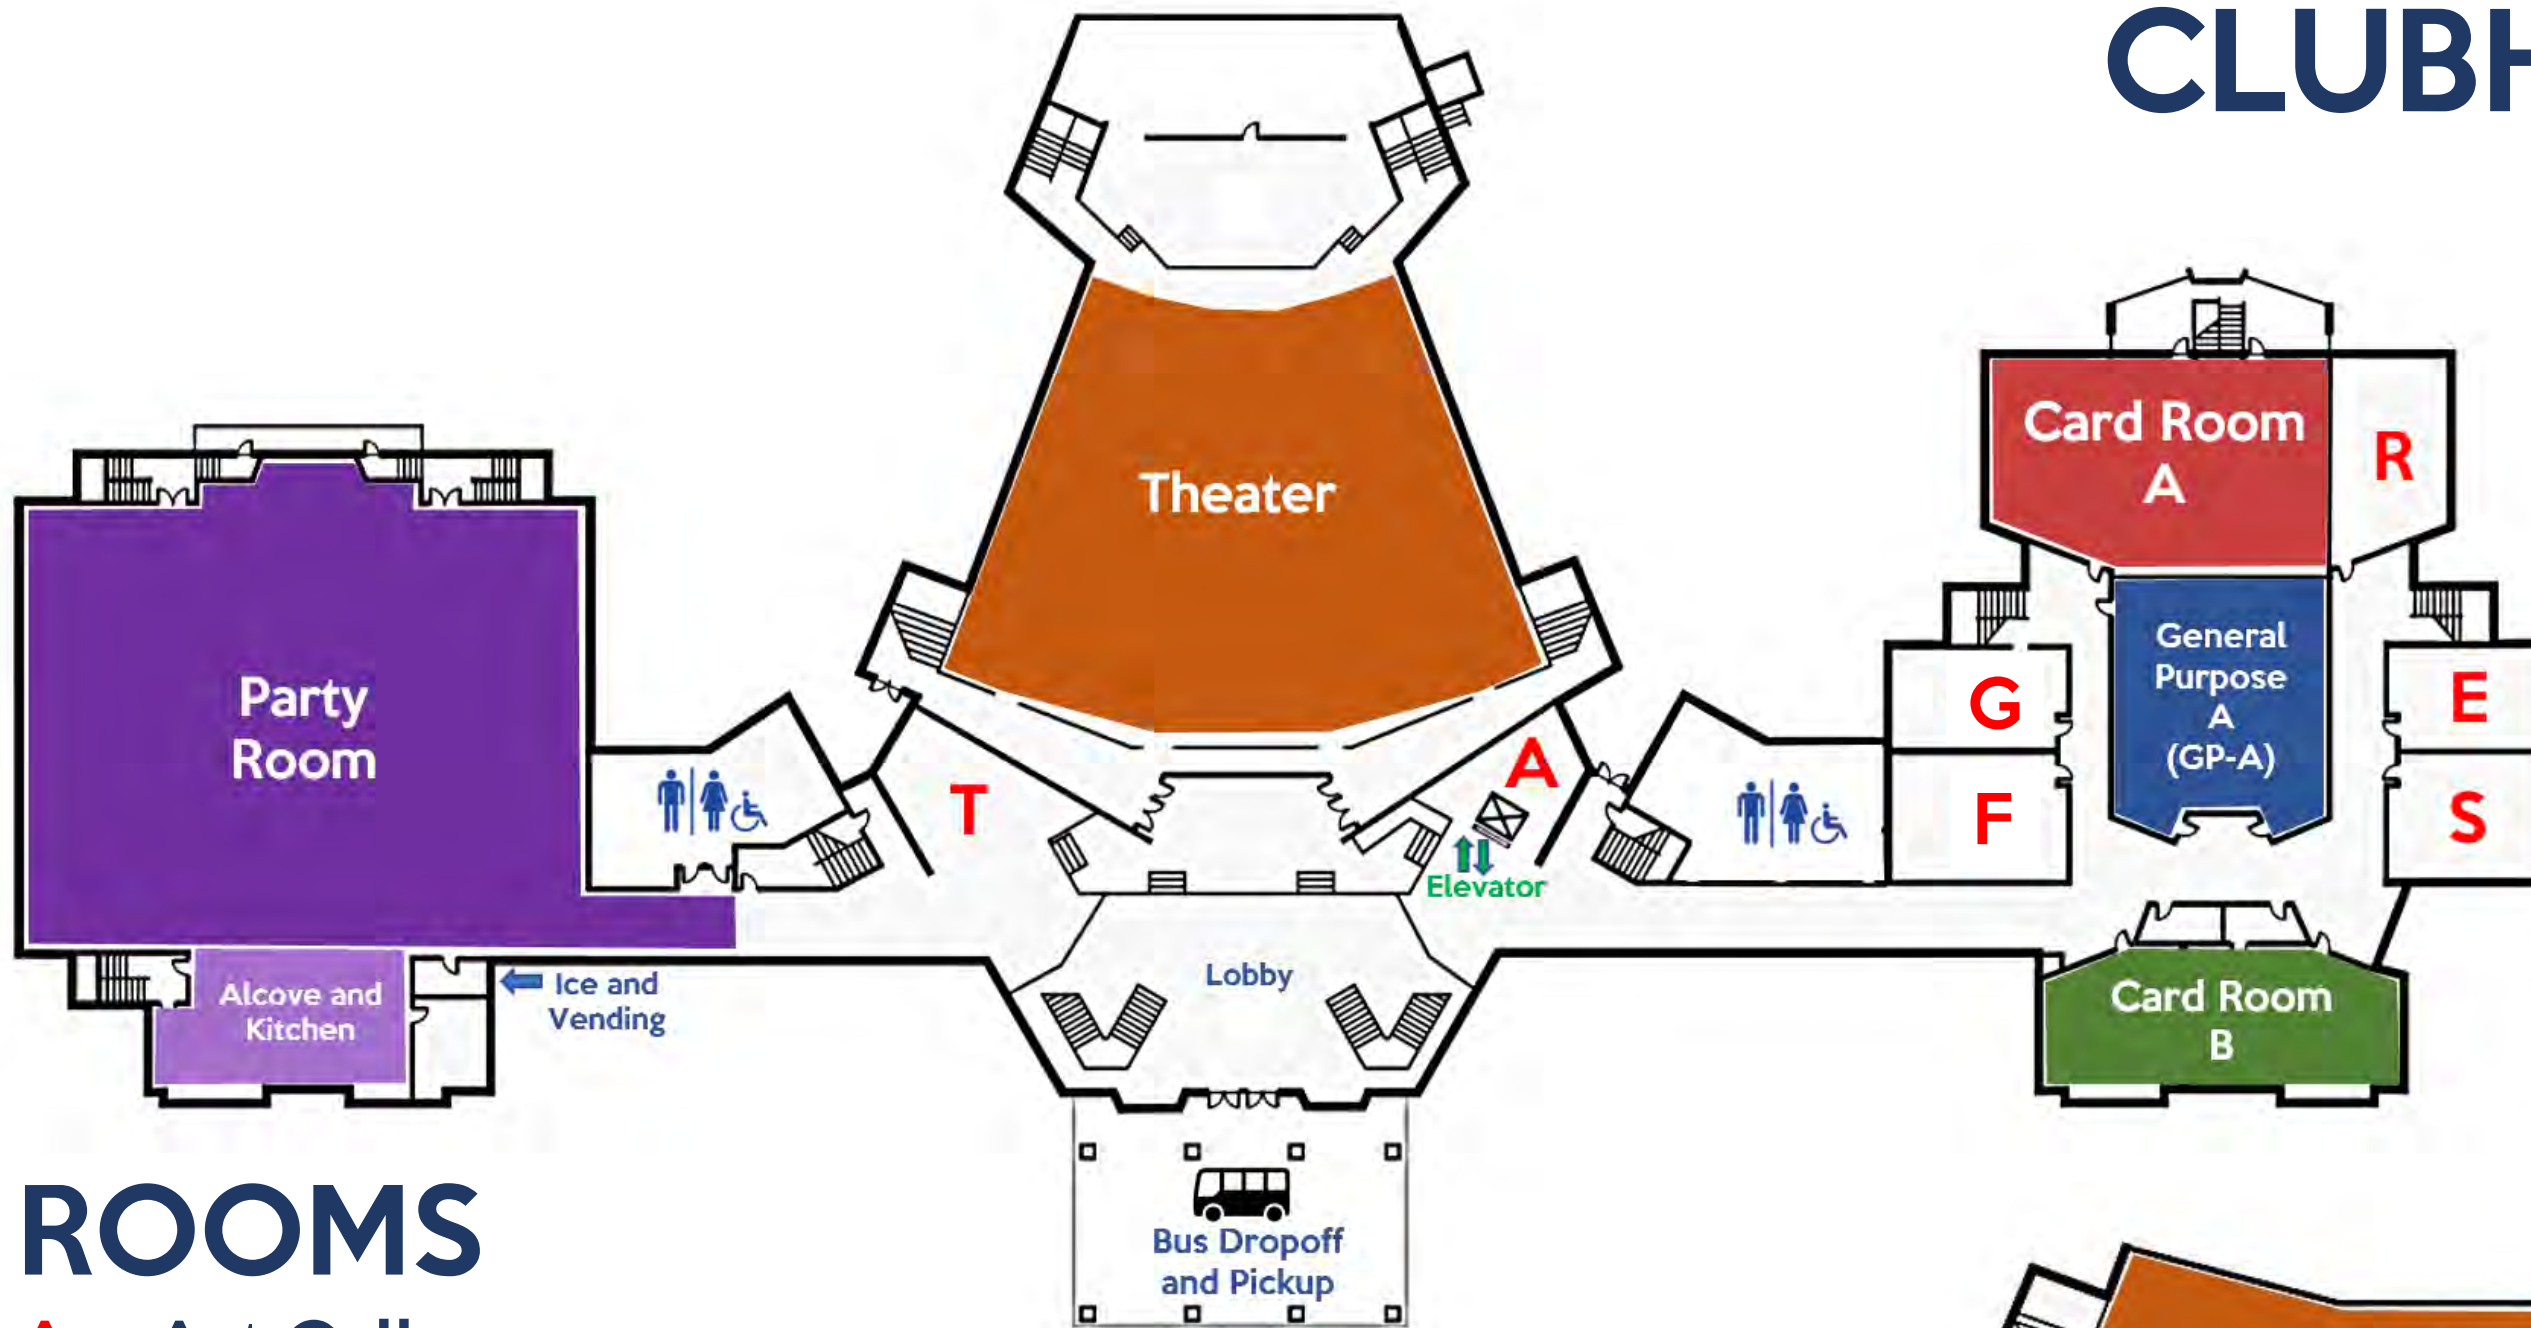 CLUBH
Card Room
A
R
Theater
General
Purpose
A
(GP-A)
G
E
Party
Room
T
A
F
S
Elevator
Lobby
Ice and
Vending
Alcove and
Kitchen
Card Room
B
Bus Dropoff
and Pickup
ROOMS